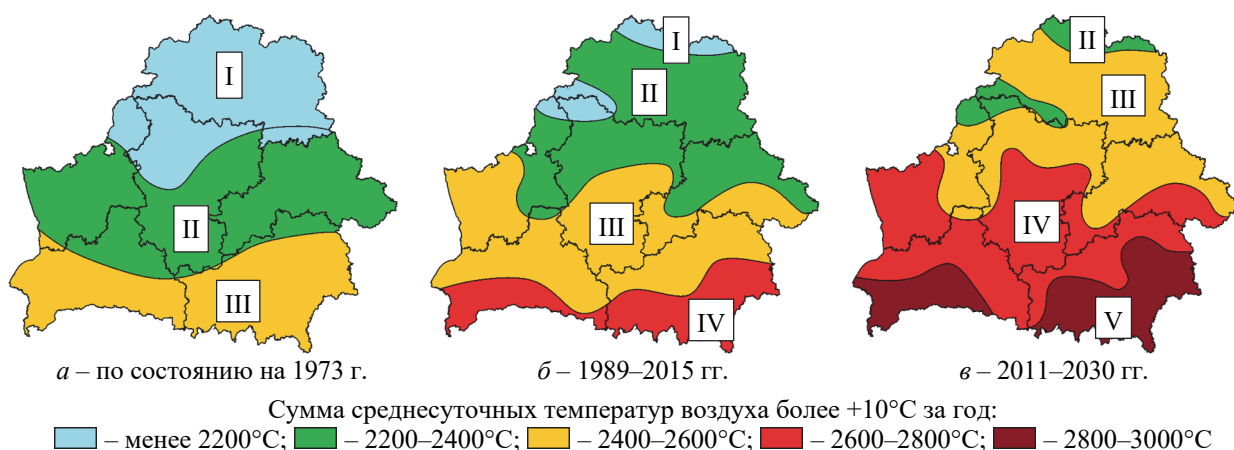 I
II
III
I
II
III
IV
II
III
IV
V
а – по состоянию на 1973 г.
б – 1989–2015 гг.
в – 2011–2030 гг.
Сумма среднесуточных температур воздуха более +10°C за год:
– менее 2200°C; – 2200–2400°C; – 2400–2600°C; – 2600–2800°C; – 2800–3000°C